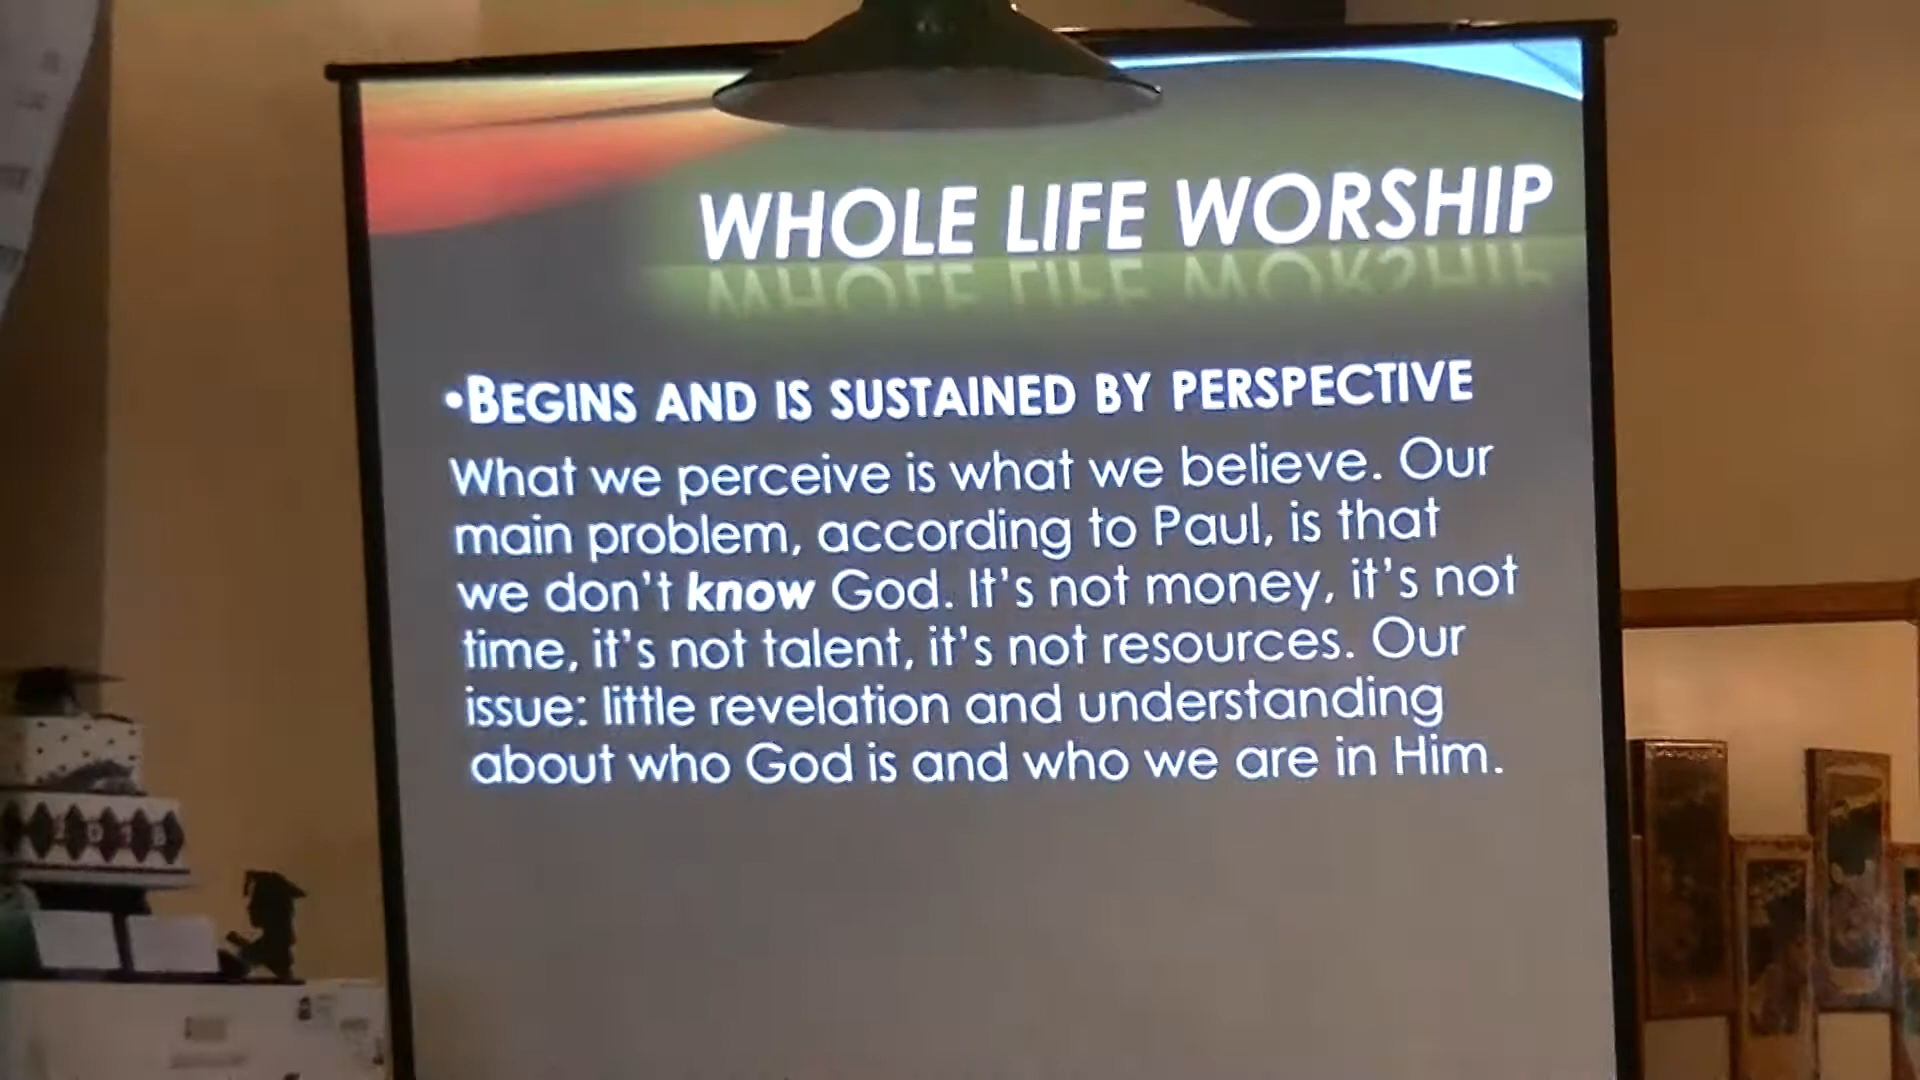 WHOLE LIFE WORSHIP
•BEGINS AND IS SUSTAINED BY PERSPECTIVE
What we perceive is what we believe. Our
main problem, according to Paul, is that
we don't know God. It's not money, it's not
time, it's not talent, it's not resources. Our
issue: little revelation and understanding
about who God is and who we are in Him.